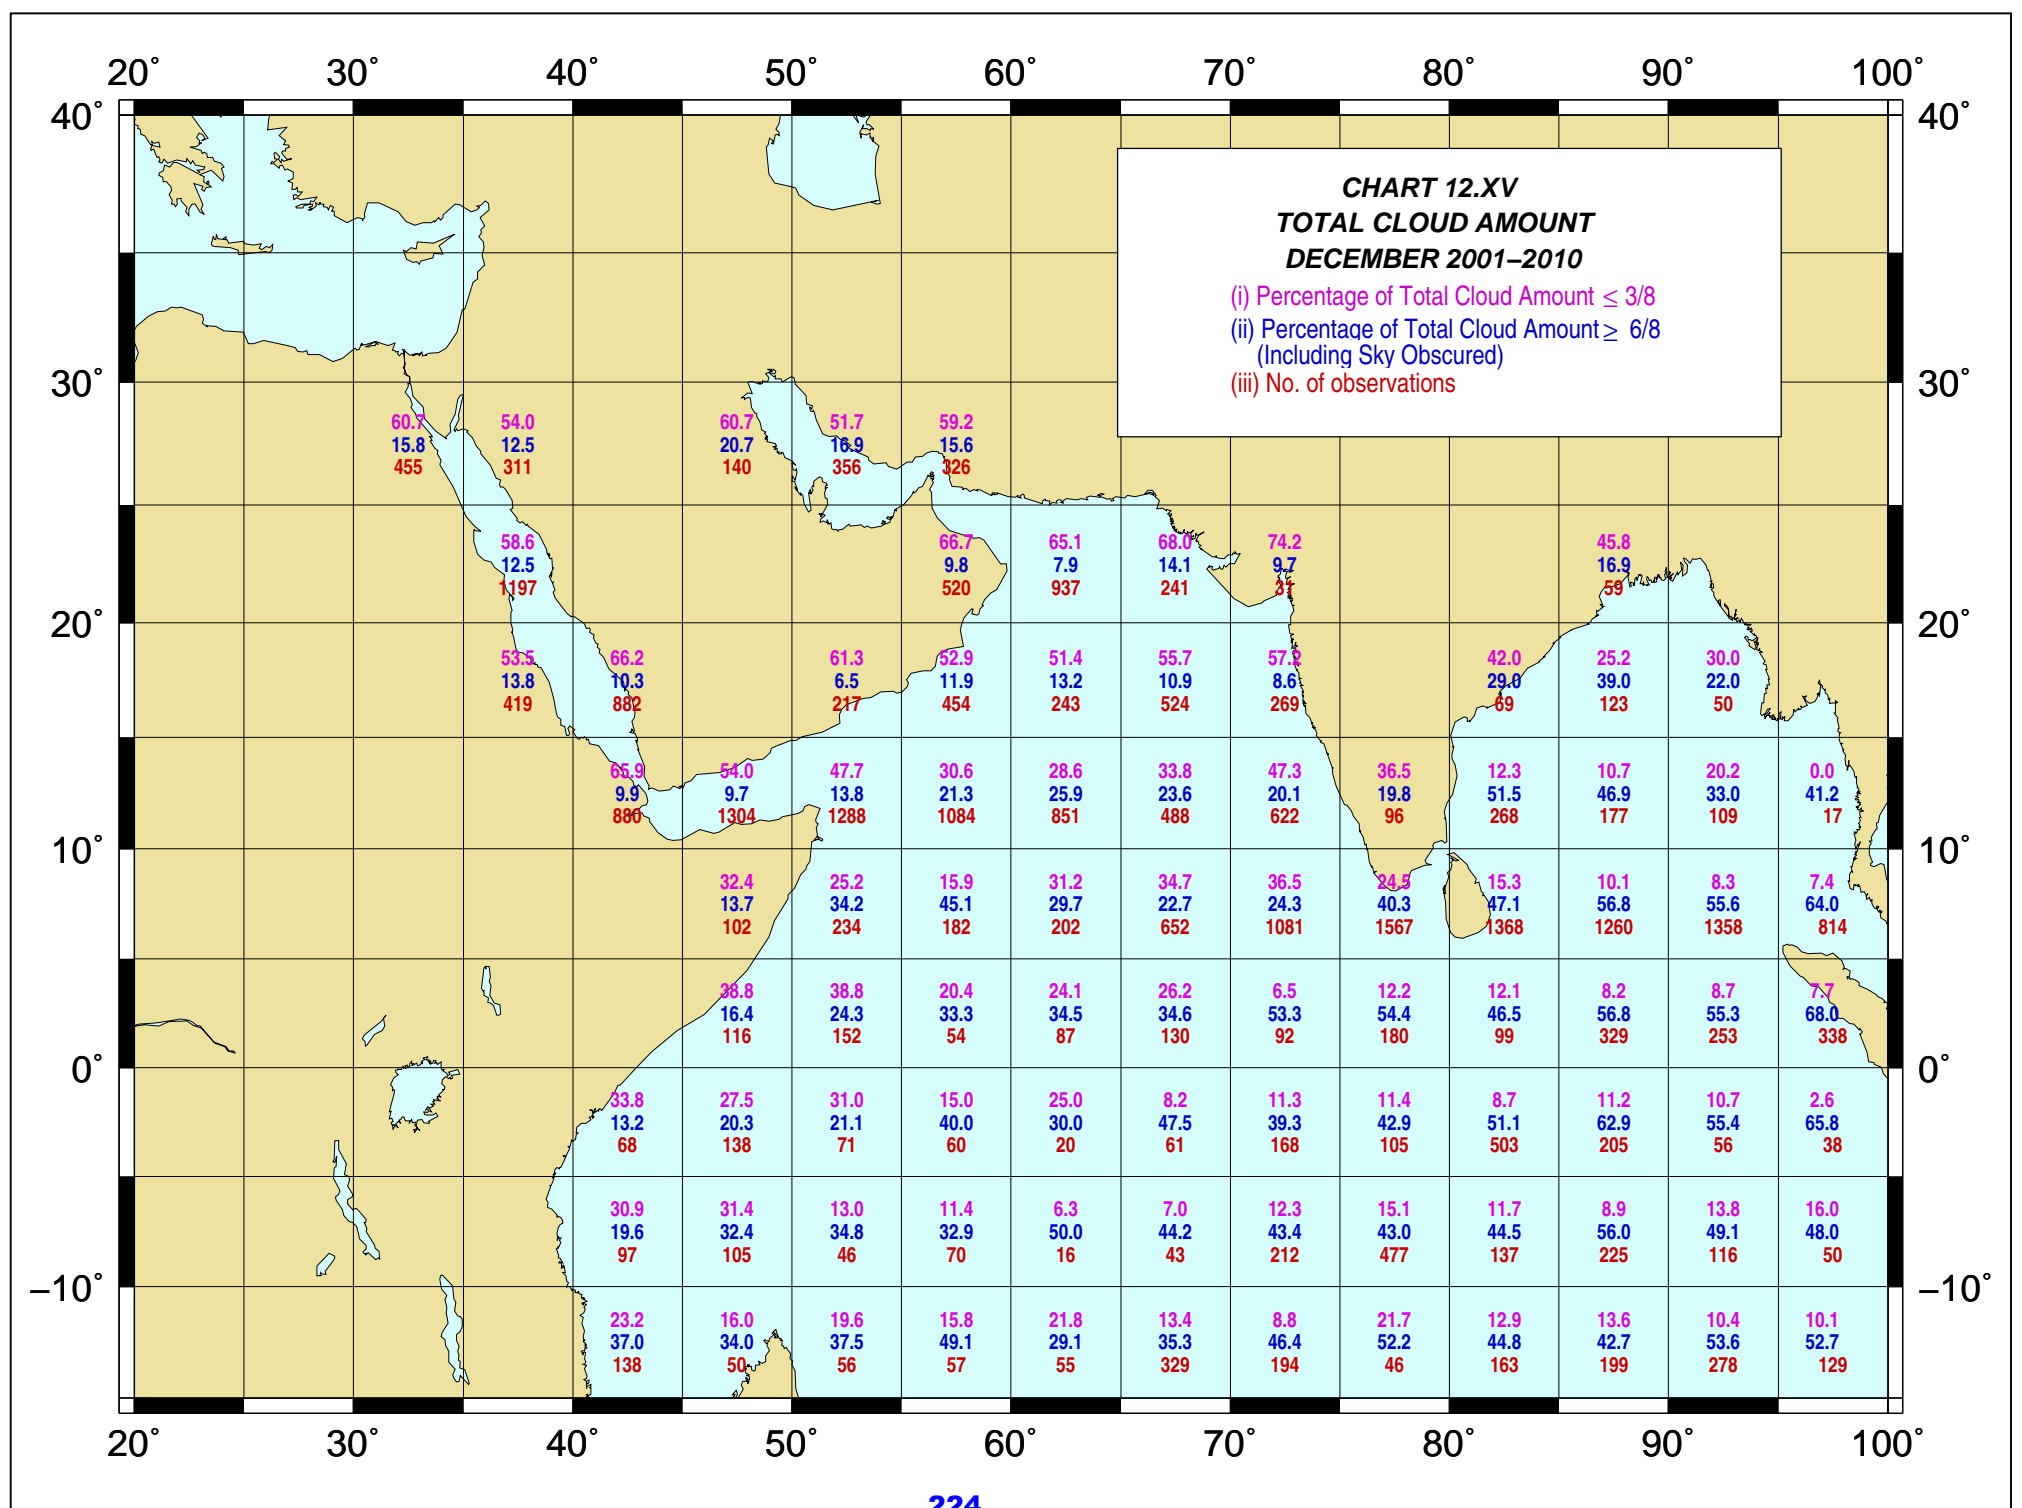 20° 30° 40° 50° 60° 70° 80° 90° 100°
40° 40°
CHART 12.XV
TOTAL CLOUD AMOUNT
DECEMBER 2001–2010
(i) Percentage of Total Cloud Amount ≤ 3/8
(ii) Percentage of Total Cloud Amount ≥ 6/8
(Including Sky Obscured)
(iii) No. of observations
30° 30°
60.7 54.0 60.7 51.7 59.2
15.8 12.5 20.7 16.9 15.6
455 311 140 356 326
58.6 66.7 65.1 68.0 74.2 45.8
12.5 9.8 7.9 14.1 9.7 16.9
1197 520 937 241 31 59
20° 20°
53.5 66.2 61.3 52.9 51.4 55.7 57.2 42.0 25.2 30.0
13.8 10.3 6.5 11.9 13.2 10.9 8.6 29.0 39.0 22.0
419 882 217 454 243 524 269 69 123 50
65.9 54.0 47.7 30.6 28.6 33.8 47.3 36.5 12.3 10.7 20.2 0.0
9.9 9.7 13.8 21.3 25.9 23.6 20.1 19.8 51.5 46.9 33.0 41.2
880 1304 1288 1084 851 488 622 96 268 177 109 17
10° 10°
32.4 25.2 15.9 31.2 34.7 36.5 24.5 15.3 10.1 8.3 7.4
13.7 34.2 45.1 29.7 22.7 24.3 40.3 47.1 56.8 55.6 64.0
102 234 182 202 652 1081 1567 1368 1260 1358 814
38.8 38.8 20.4 24.1 26.2 6.5 12.2 12.1 8.2 8.7 7.7
16.4 24.3 33.3 34.5 34.6 53.3 54.4 46.5 56.8 55.3 68.0
116 152 54 87 130 92 180 99 329 253 338
0° 0°
33.8 27.5 31.0 15.0 25.0 8.2 11.3 11.4 8.7 11.2 10.7 2.6
13.2 20.3 21.1 40.0 30.0 47.5 39.3 42.9 51.1 62.9 55.4 65.8
68 138 71 60 20 61 168 105 503 205 56 38
30.9 31.4 13.0 11.4 6.3 7.0 12.3 15.1 11.7 8.9 13.8 16.0
19.6 32.4 34.8 32.9 50.0 44.2 43.4 43.0 44.5 56.0 49.1 48.0
97 105 46 70 16 43 212 477 137 225 116 50
–10° –10°
23.2 16.0 19.6 15.8 21.8 13.4 8.8 21.7 12.9 13.6 10.4 10.1
37.0 34.0 37.5 49.1 29.1 35.3 46.4 52.2 44.8 42.7 53.6 52.7
138 50 56 57 55 329 194 46 163 199 278 129
20° 30° 40° 50° 60° 70° 80° 90° 100°
224